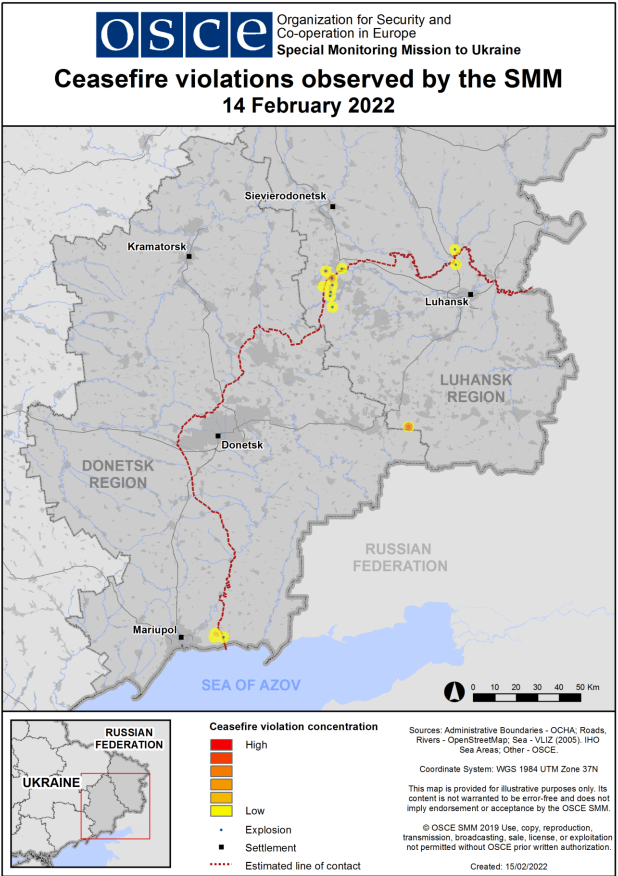 OSCE
Organization for Security and
Co-operation in Europe
Special Monitoring Mission to Ukraine
Ceasefire violations observed by the SMM
14 February 2022
Sievierodonetsk
Kramatorsk
Luhansk
LUHANSK
REGION
Donetsk
DONETSK
REGION
RUSSIAN
FEDERATION
Mariupol
SEA OF AZOV
0 10 20 30 40 50 Km
RUSSIAN
FEDERATION
UKRAINE
Ceasefire violation concentration
High
Low
Explosion
Settlement
Estimated line of contact
Sources: Administrative Boundaries - OCHA; Roads,
Rivers - OpenStreetMap; Sea - VLIZ (2005). IHO
Sea Areas; Other - OSCE.
Coordinate System: WGS 1984 UTM Zone 37N
This map is provided for illustrative purposes only. Its
content is not warranted to be error-free and does not
imply endorsement or acceptance by the OSCE SMM.
© OSCE SMM 2019 Use, copy, reproduction,
transmission, broadcasting, sale, license, or exploitation
not permitted without OSCE prior written authorization.
Created: 15/02/2022